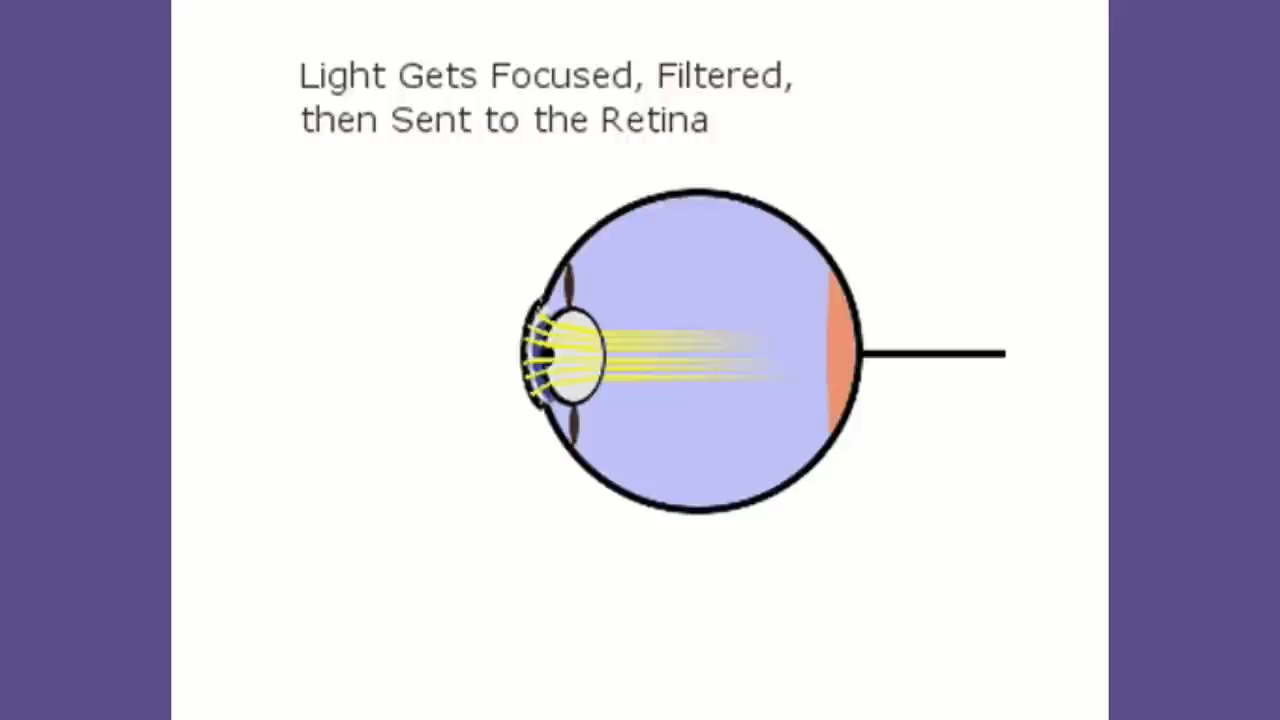 Light Gets Focused, Filtered,
then Sent to the Retina